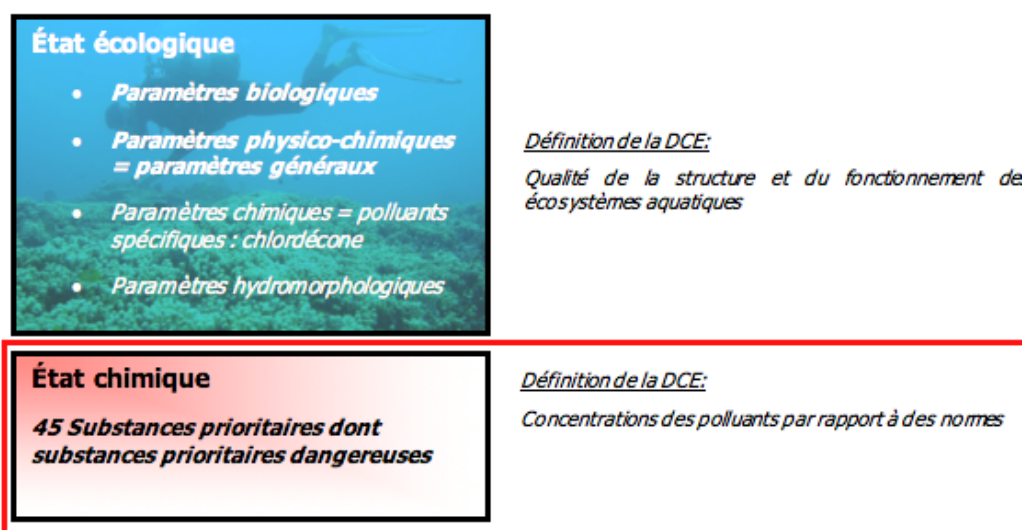 État écologique
• Paramètres biologiques
• Paramètres physico-chimiques
= paramètres généraux
• Paramètres chimiques = polluants
spécifiques : chlordécone
• Paramètres hydromorphologiques
Définition de la DCE:
Qualité de la structure et du fonctionnement des
écosystèmes aquatiques
État chimique
45 Substances prioritaires dont
substances prioritaires dangereuses
Définition de la DCE:
Concentrations des polluants par rapport à des normes